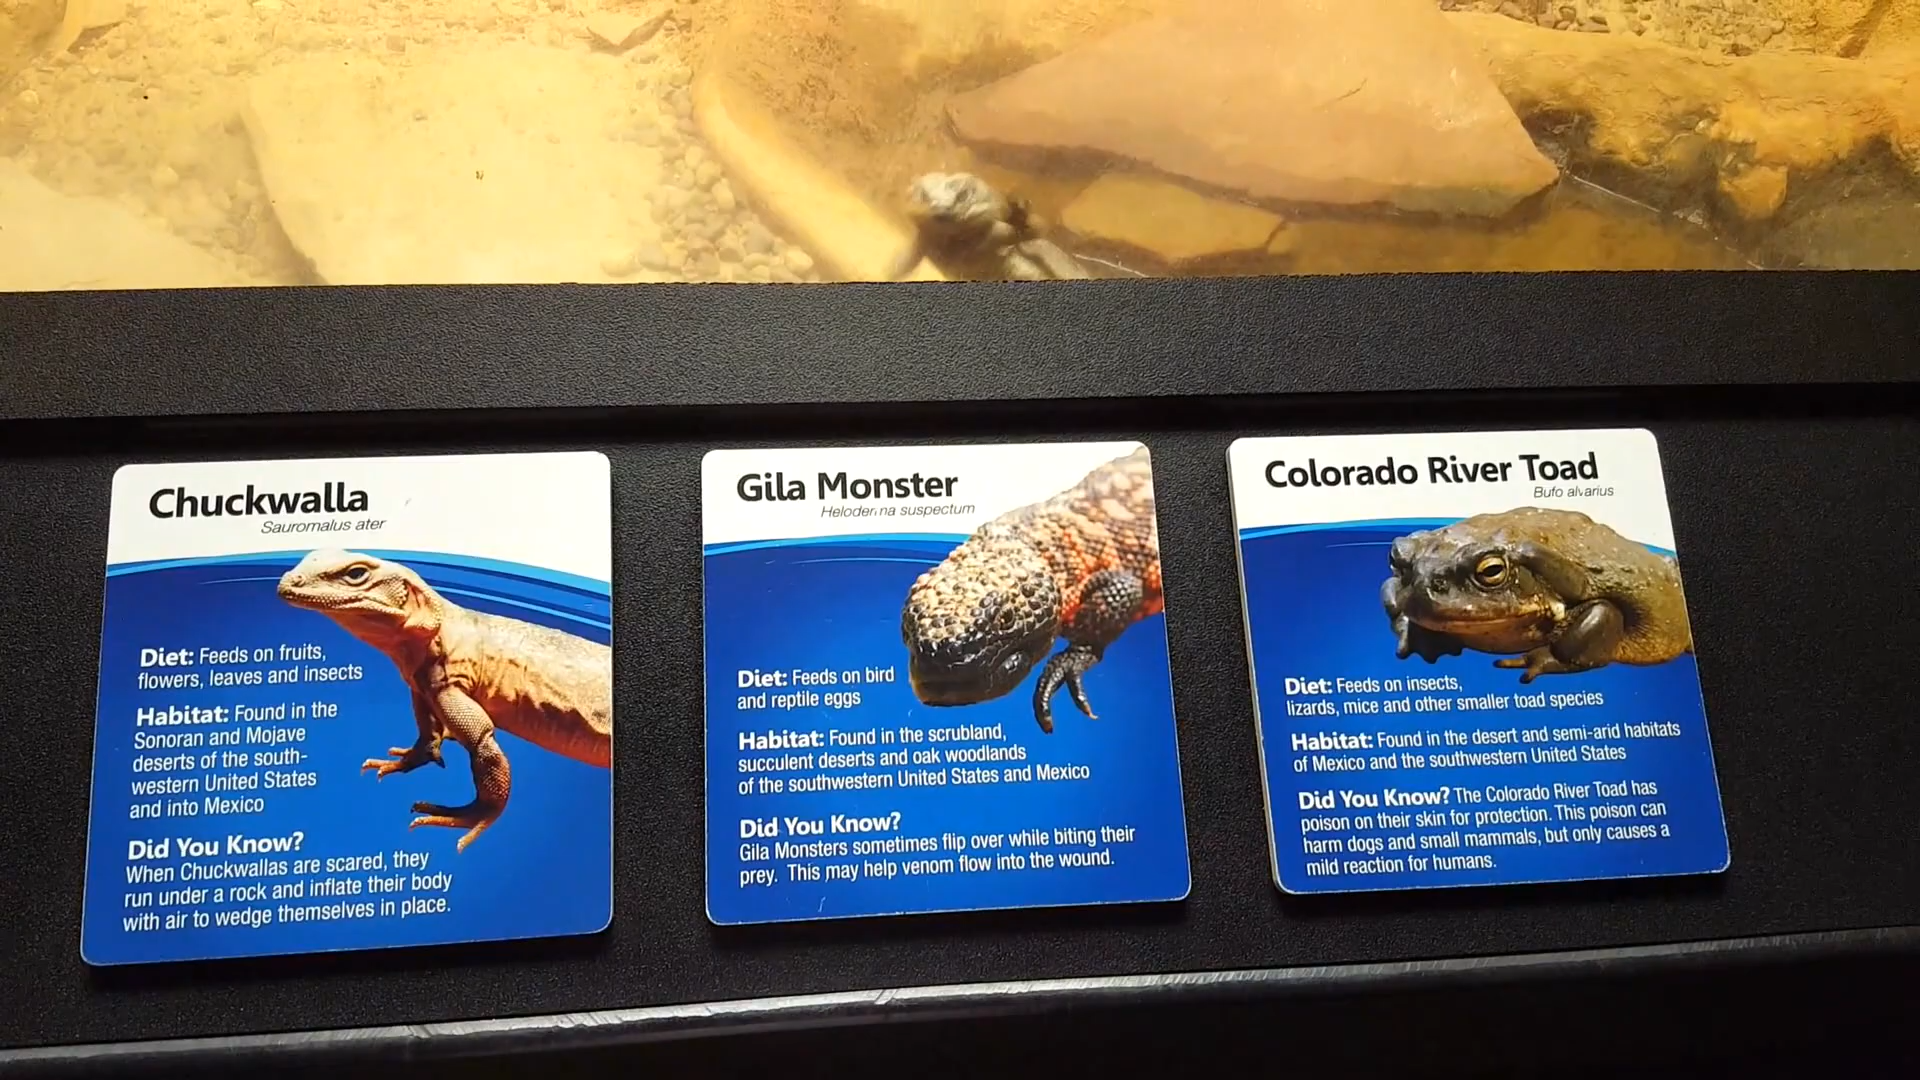 Chuckwalla
Sauromalus ater
Diet: Feeds on fruits,
flowers, leaves and insects
Habitat: Found in the
Sonoran and Mojave
deserts of the south-
western United States
and into Mexico
Did You Know?
When Chuckwallas are scared, they
run under a rock and inflate their body
with air to wedge themselves in place.
Gila Monster
Heloderma suspectum
Diet: Feeds on bird
and reptile eggs
Habitat: Found in the scrubland,
succulent deserts and oak woodlands
of the southwestern United States and Mexico
Did You Know?
Gila Monsters sometimes flip over while biting their
prey. This may help venom flow into the wound.
Colorado River Toad
Bufo alvarius
Diet: Feeds on insects,
lizards, mice and other smaller toad species
Habitat: Found in the desert and semi-arid habitats
of Mexico and the southwestern United States
Did You Know? The Colorado River Toad has
poison on their skin for protection. This poison can
harm dogs and small mammals, but only causes a
mild reaction for humans.